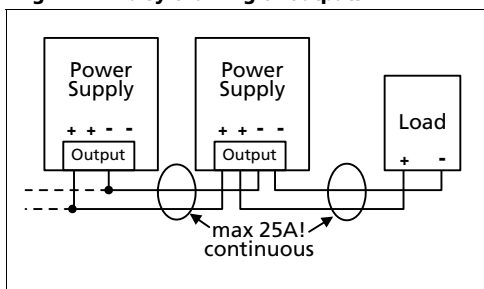 Power
Supply
+ + - -
Output
Power
Supply
+ + - -
Output
Load
+ -
max 25A!
continuous